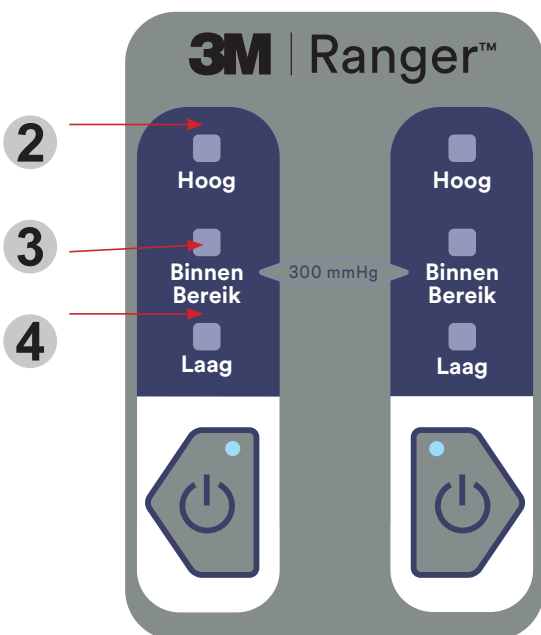 3M Ranger™
2
Hoog
Hoog
3
Binnen
Bereik
300 mmHg
Binnen
Bereik
4
Laag
Laag